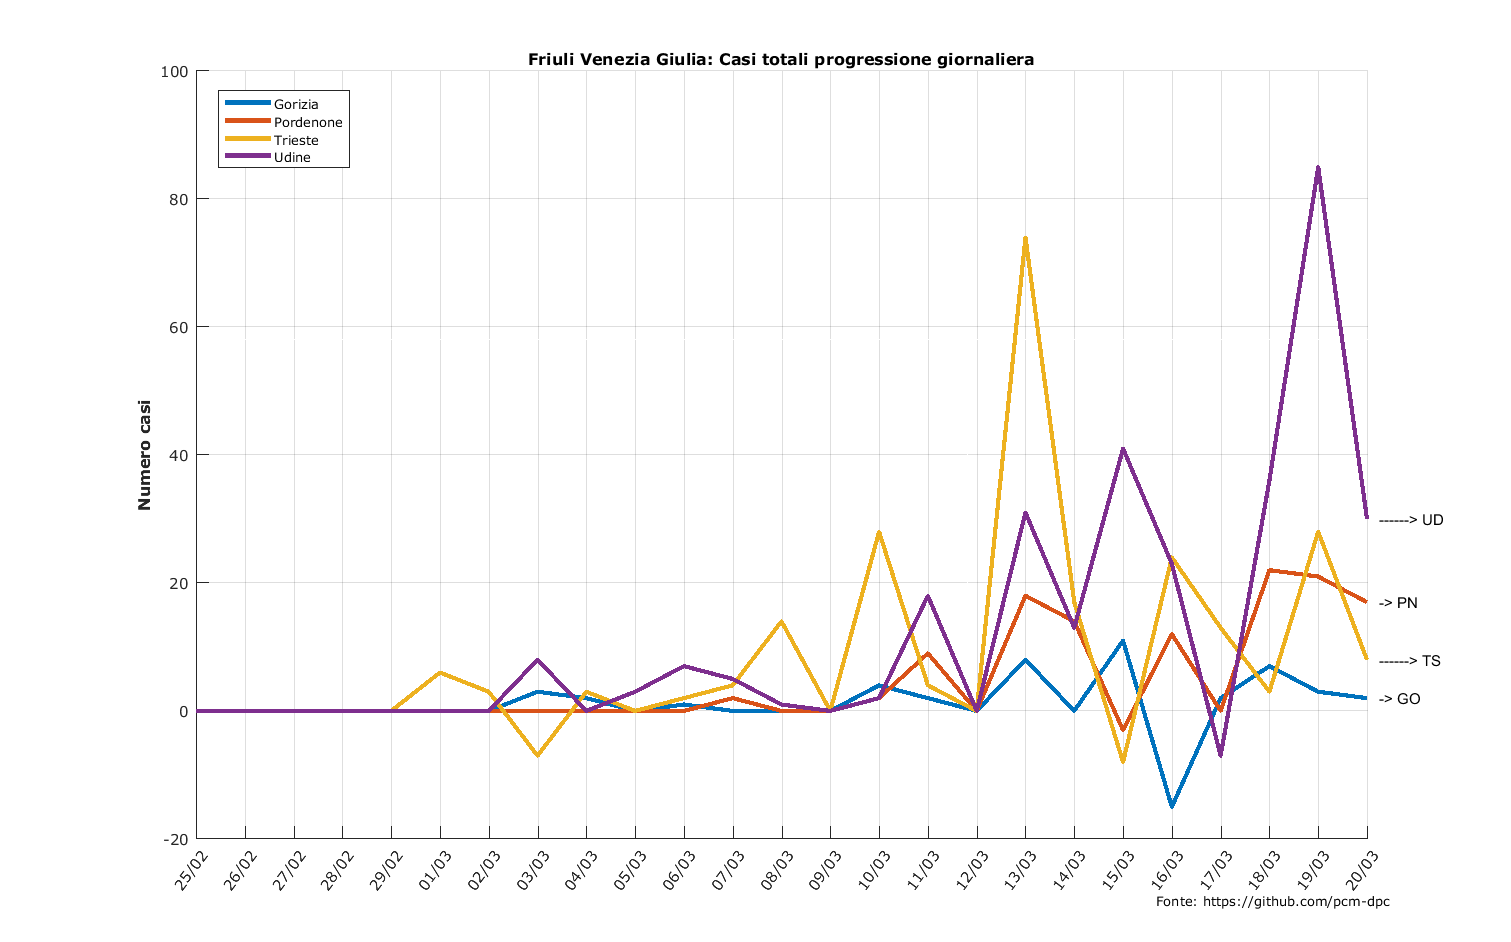 Friuli Venezia Giulia: Casi totali progressione giornaliera
100
80
60
40
20
0
-20
Numero casi
Gorizia
Pordenone
Trieste
Udine
------> UD
-> PN
------> TS
-> GO
25/02
26/02
27/02
28/02
29/02
01/03
02/03
03/03
04/03
05/03
06/03
07/03
08/03
09/03
10/03
11/03
12/03
13/03
14/03
15/03
16/03
17/03
18/03
19/03
20/03
Fonte: https://github.com/pcm-dpc